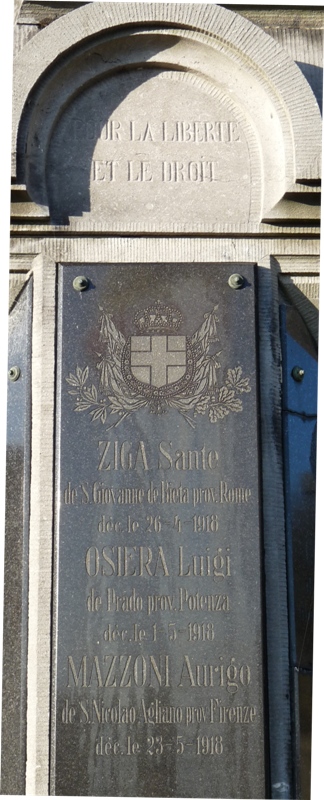 POUR LA LIBERTE
ET LE DROIT
ZIGA Sante
de S. Giovanne de Bieta prov. Rome
déc. le 26-4-1918
OSIERA Luigi
de Prado prov. Potenza
déc. le 1-5-1918
MAZZONI Aurigo
de S. Nicolao Agliano prov. Firenze
déc. le 23-5-1918